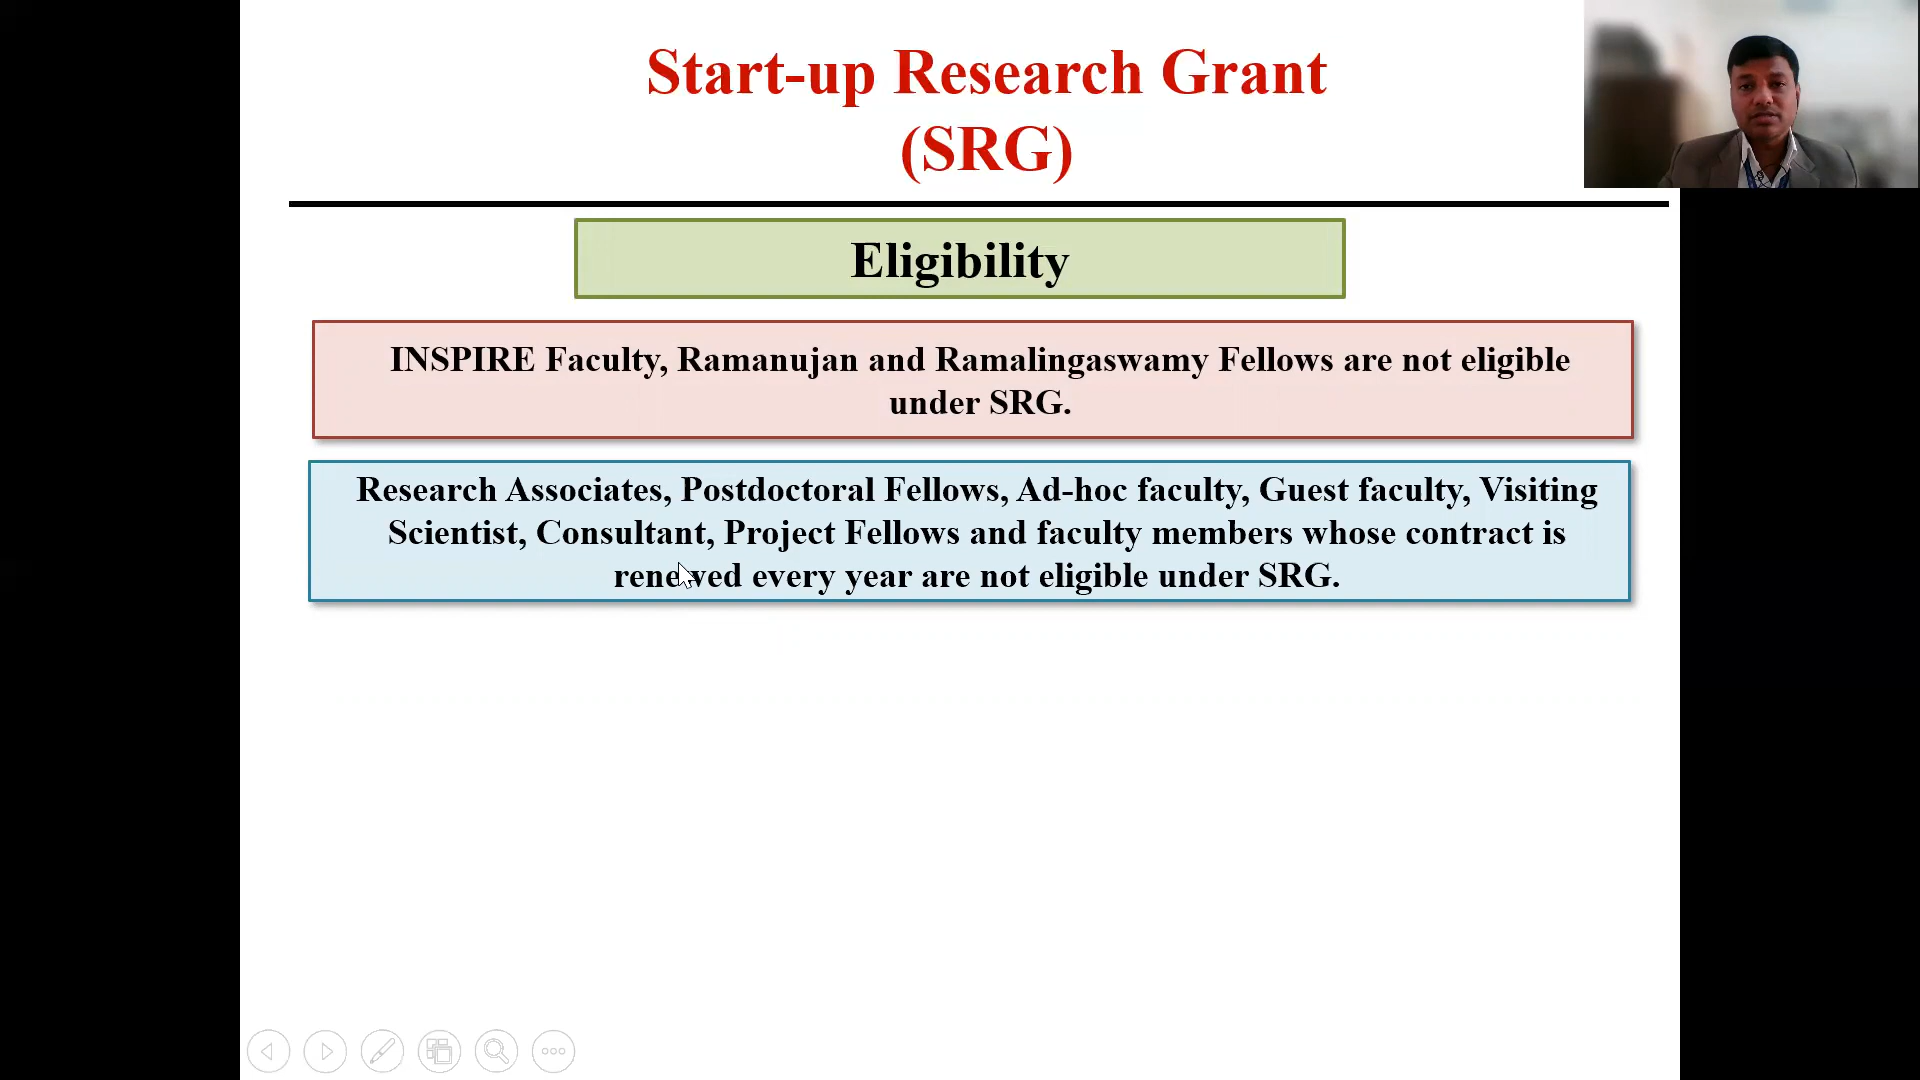 Start-up Research Grant
(SRG)
Eligibility
INSPIRE Faculty, Ramanujan and Ramalingaswamy Fellows are not eligible
under SRG.
Research Associates, Postdoctoral Fellows, Ad-hoc faculty, Guest faculty, Visiting
Scientist, Consultant, Project Fellows and faculty members whose contract is
renewed every year are not eligible under SRG.